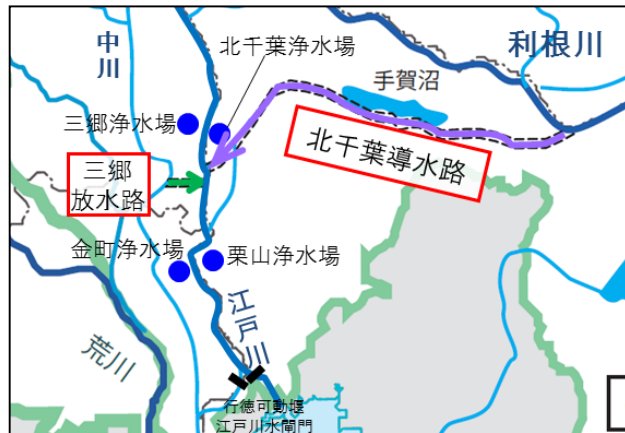 中川
北千葉浄水場
利根川
手賀沼
三郷浄水場
北千葉導水路
三郷
放水路
金町浄水場
栗山浄水場
江戸川
荒川
行徳可動堰
江戸川水閘門